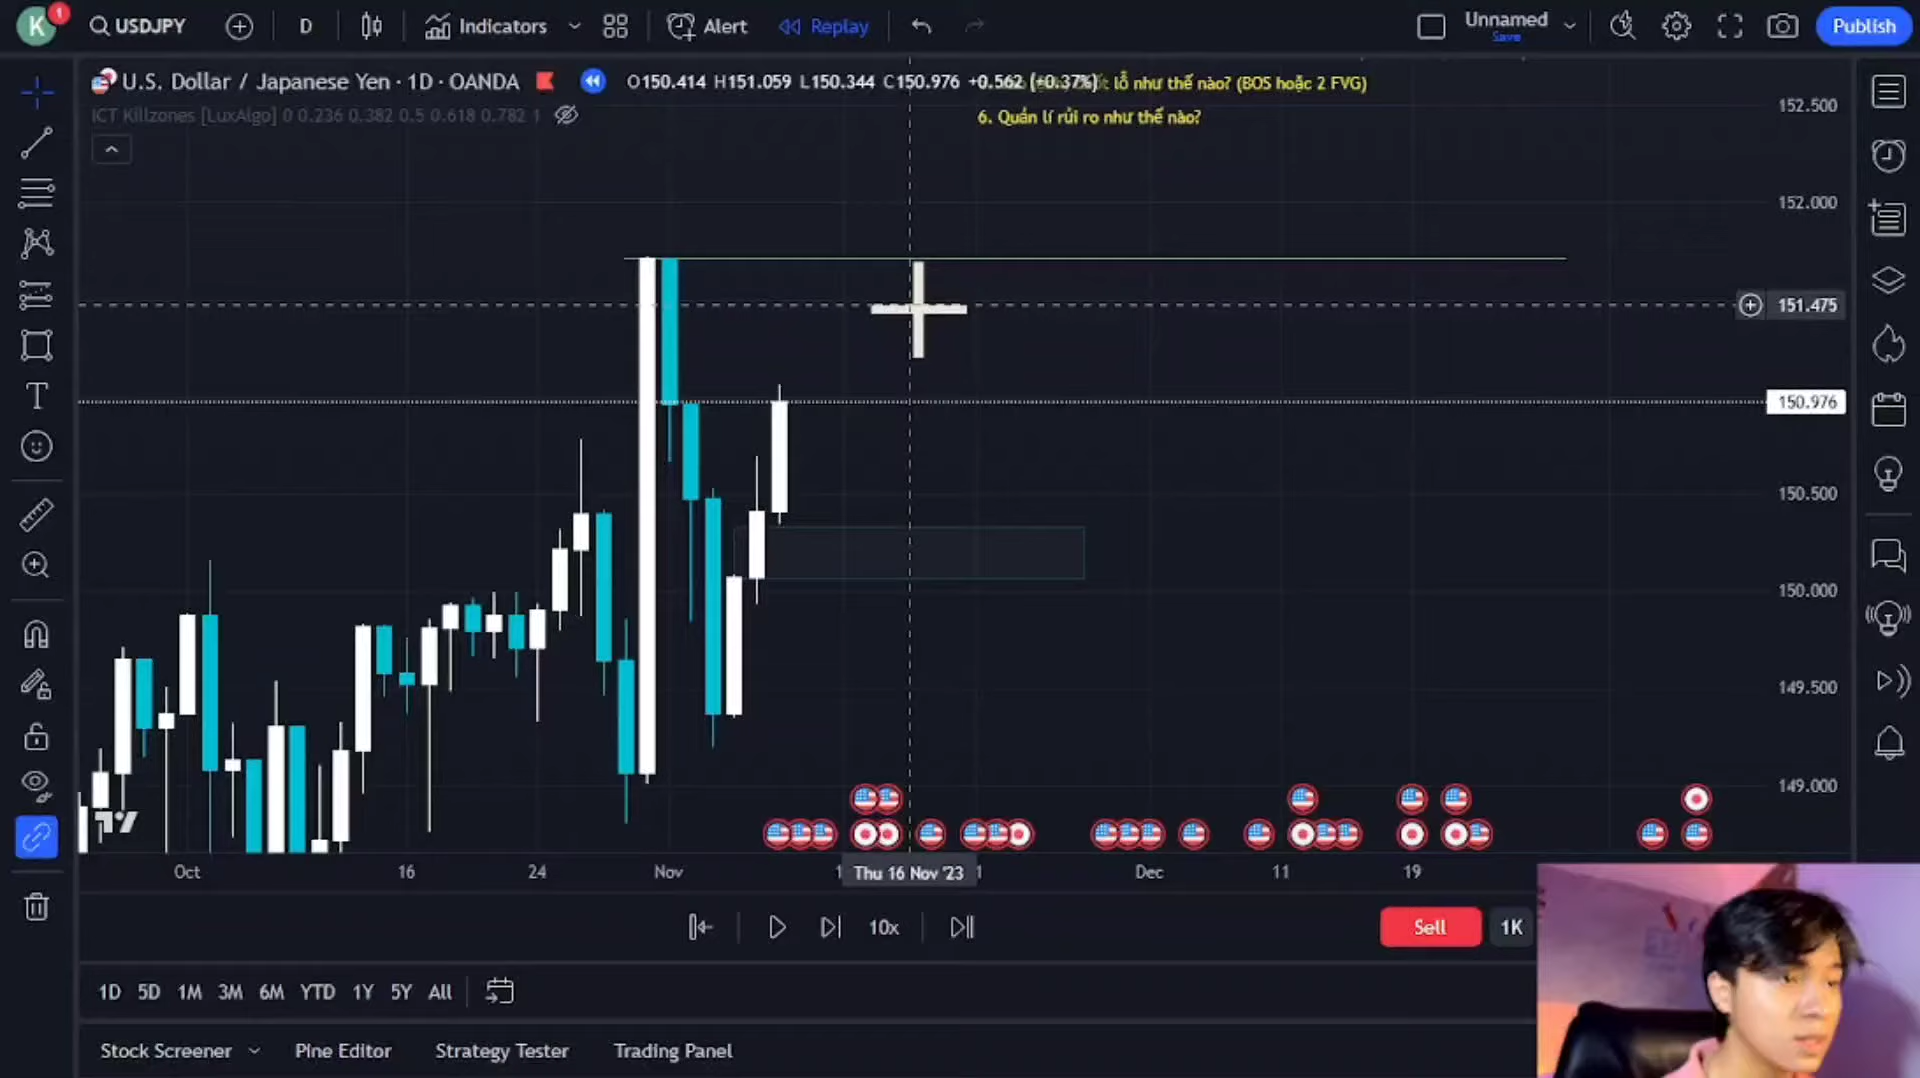 K 1 USDJPY D Indicators Alert Replay Unnamed Save Publish
U.S. Dollar / Japanese Yen · 1D · OANDA O150.414 H151.059 L150.344 C150.976 +0.562 (+0.37%) lỗ như thế nào? (BOS hoặc 2 FVG)
ICT Killzones [LuxAlgo] 0 0.236 0.382 0.5 0.618 0.782 1
6. Quản lí rủi ro như thế nào?
152.500
152.000
151.475
150.976
150.500
150.000
149.500
149.000
Oct 16 24 Nov 1 Thu 16 Nov '23 1 Dec 11 19
10x Sell 1K
1D 5D 1M 3M 6M YTD 1Y 5Y All
Stock Screener Pine Editor Strategy Tester Trading Panel